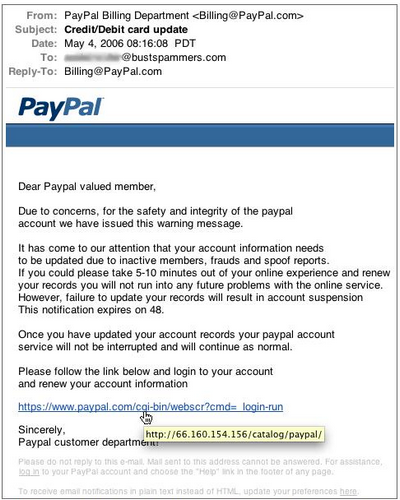 From: PayPal Billing Department <Billing@PayPal.com>
Subject: Credit/Debit card update
Date: May 4, 2006 08:16:08 PDT
To: @bustspammers.com
Reply-To: Billing@PayPal.com
PayPal
Dear Paypal valued member,
Due to concerns, for the safety and integrity of the paypal
account we have issued this warning message.
It has come to our attention that your account information needs
to be updated due to inactive members, frauds and spoof reports.
If you could please take 5-10 minutes out of your online experience and renew
your records you will not run into any future problems with the online service.
However, failure to update your records will result in account suspension
This notification expires on 48.
Once you have updated your account records your paypal account
service will not be interrupted and will continue as normal.
Please follow the link below and login to your account
and renew your account information
https://www.paypal.com/cgi-bin/webscr?cmd=_login-run
http://66.160.154.156/catalog/paypal/
Sincerely,
Paypal customer department!
Please do not reply to this e-mail. Mail sent to this address cannot be answered. For assistance,
log in to your PayPal account and choose the "Help" link in the footer of any page.
To receive email notifications in plain text instead of HTML, update your preferences here.